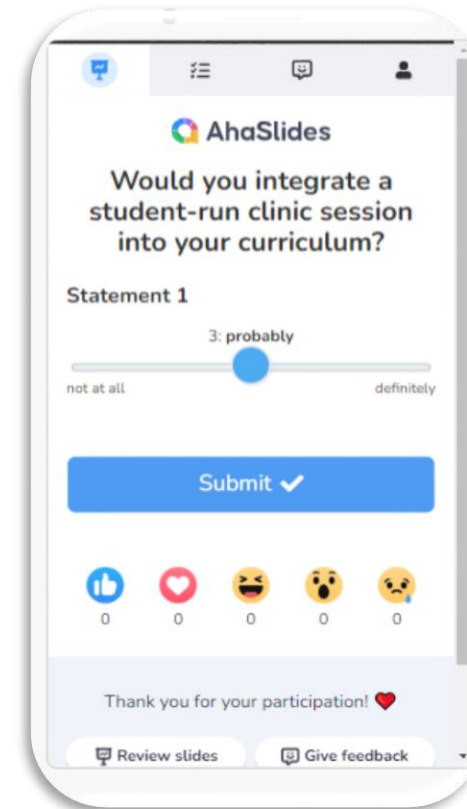 AhaSlides
Would you integrate a
student-run clinic session
into your curriculum?
Statement 1
3: probably
not at all definitely
Submit
0 0 0 0 0
Thank you for your participation!
Review slides Give feedback